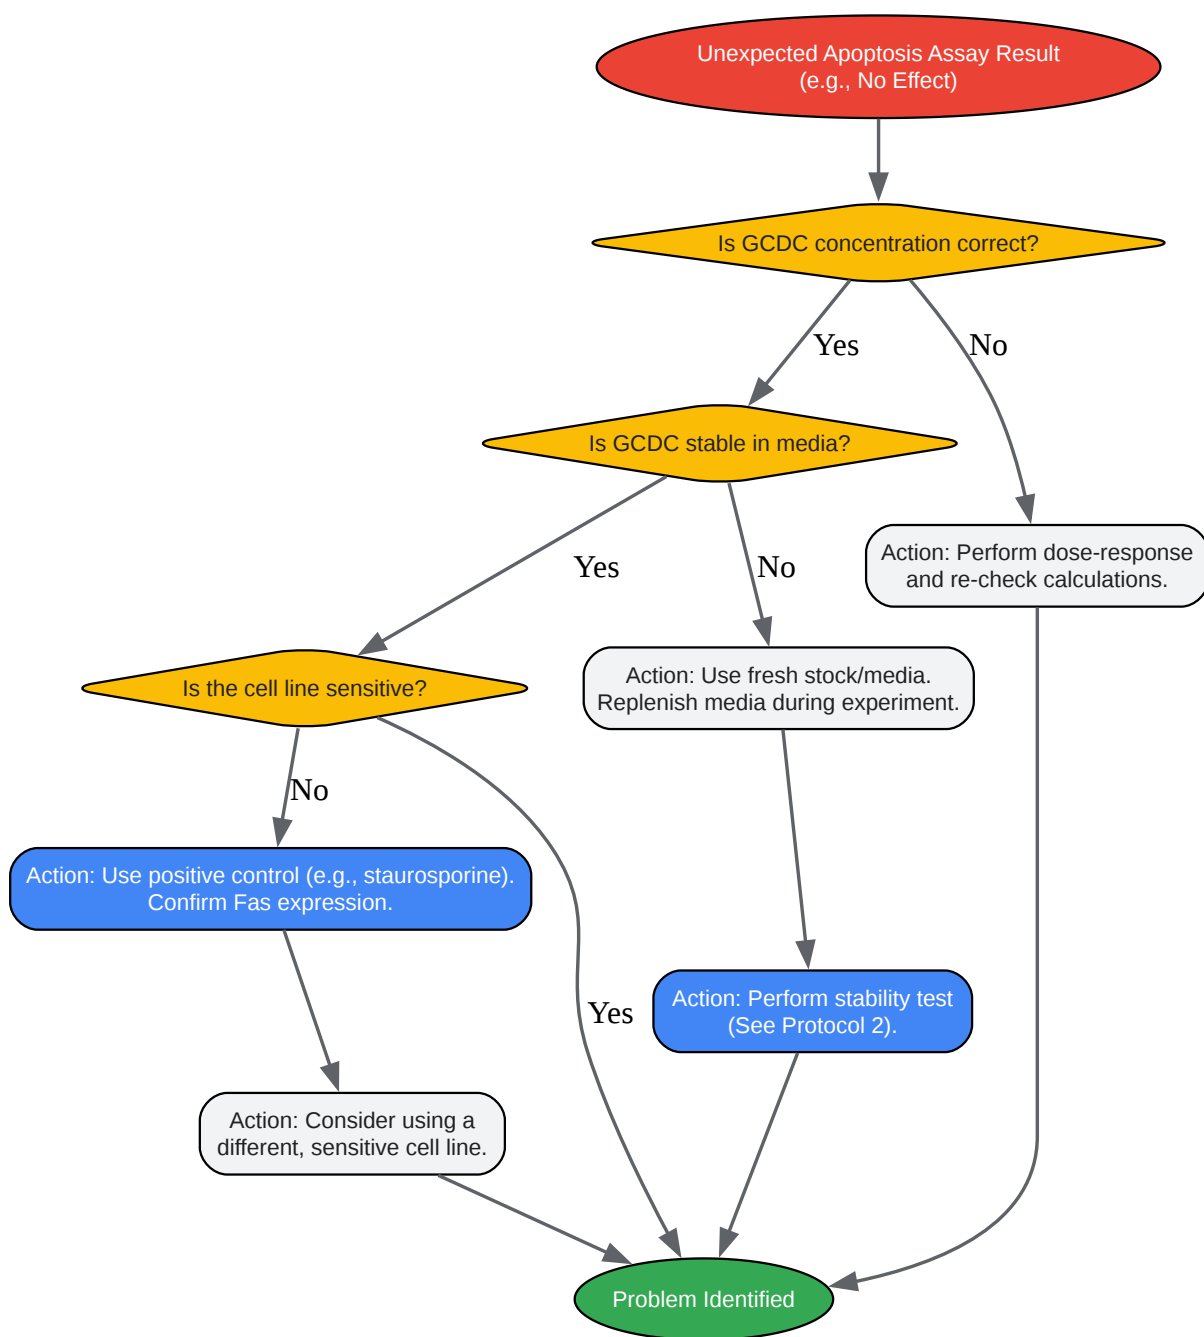 Unexpected Apoptosis Assay Result
(e.g., No Effect)
Is GCDC concentration correct?
Yes
No
Is GCDC stable in media?
Yes
No
Action: Perform dose-response
and re-check calculations.
Is the cell line sensitive?
Action: Use fresh stock/media.
Replenish media during experiment.
No
Action: Use positive control (e.g., staurosporine).
Confirm Fas expression.
Yes
Action: Perform stability test
(See Protocol 2).
Action: Consider using a
different, sensitive cell line.
Problem Identified